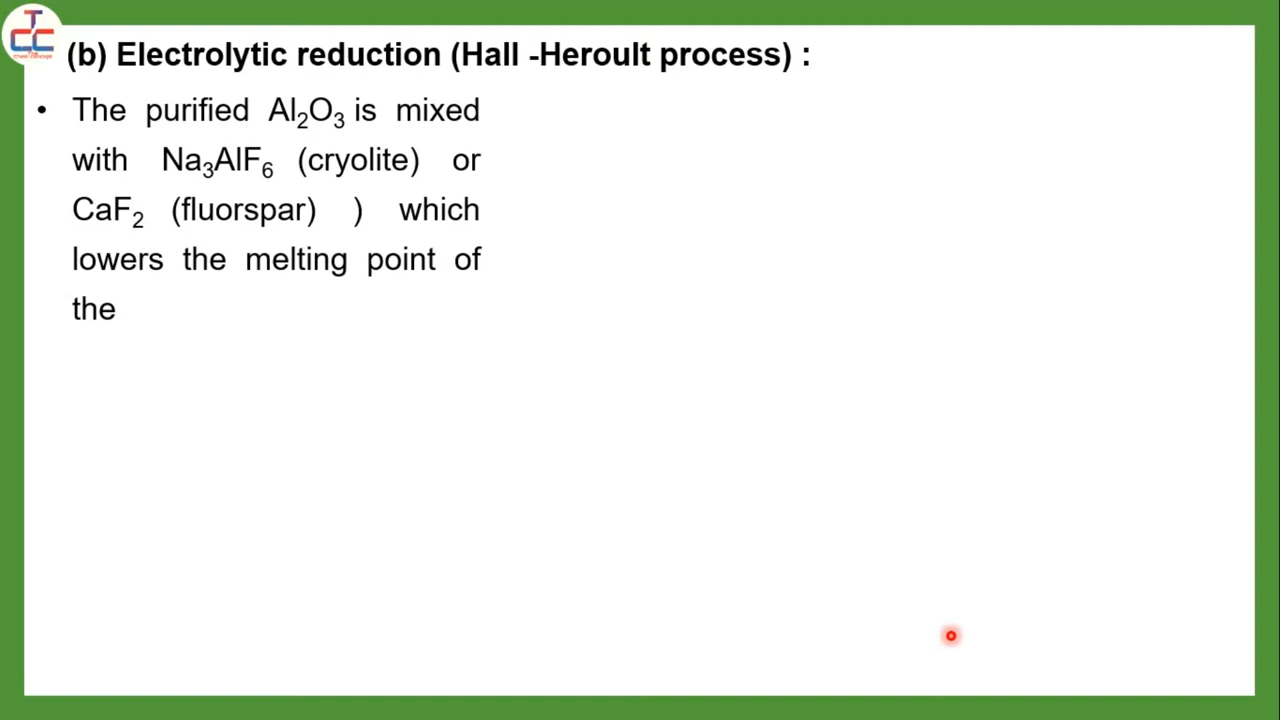 T
CC
(b) Electrolytic reduction (Hall -Heroult process) :
• The purified Al₂O₃ is mixed
with Na₃AlF₆ (cryolite) or
CaF₂ (fluorspar) ) which
lowers the melting point of
the